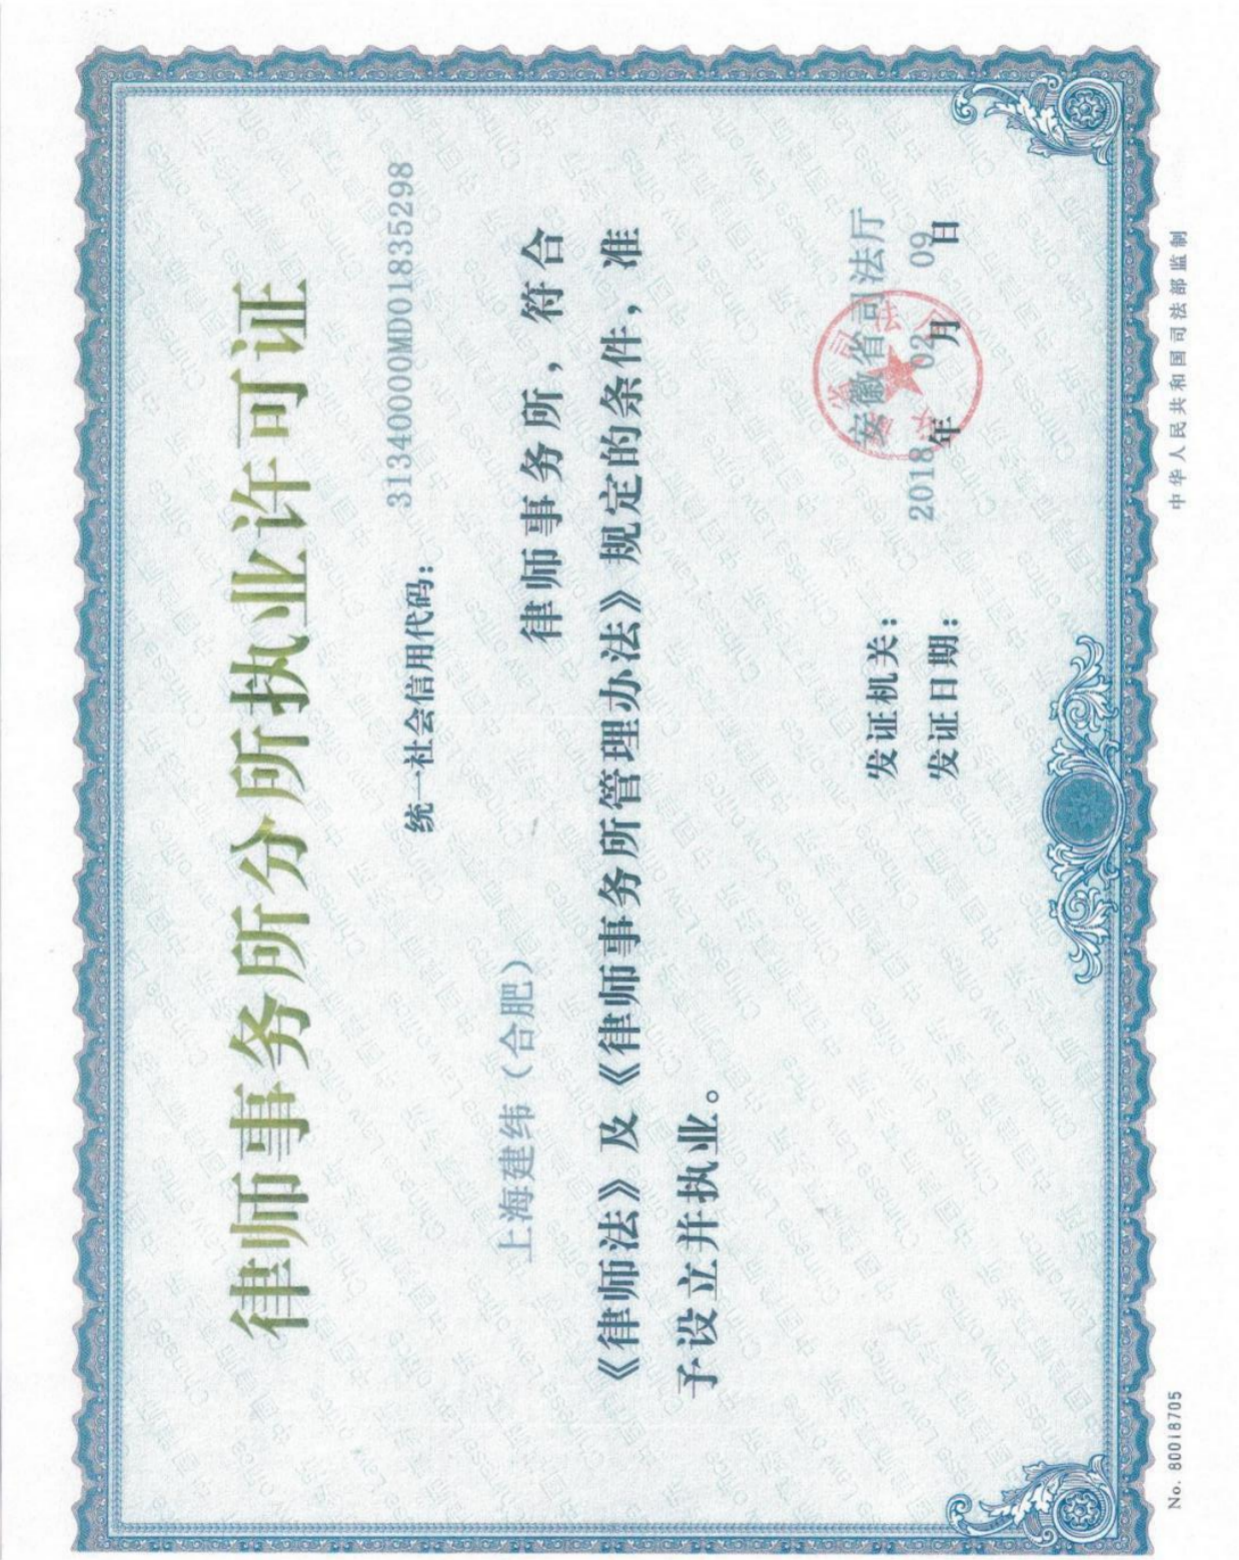 律师事务所分所执业许可证
统一社会信用代码： 31340000MD01835298
上海建纬（合肥） 律师事务所，符合
《律师法》及《律师事务所管理办法》规定的条件，准
予设立并执业。
发证机关： 安徽省司法厅
发证日期： 2018年02月09日
No. 80018705
中华人民共和国司法部监制